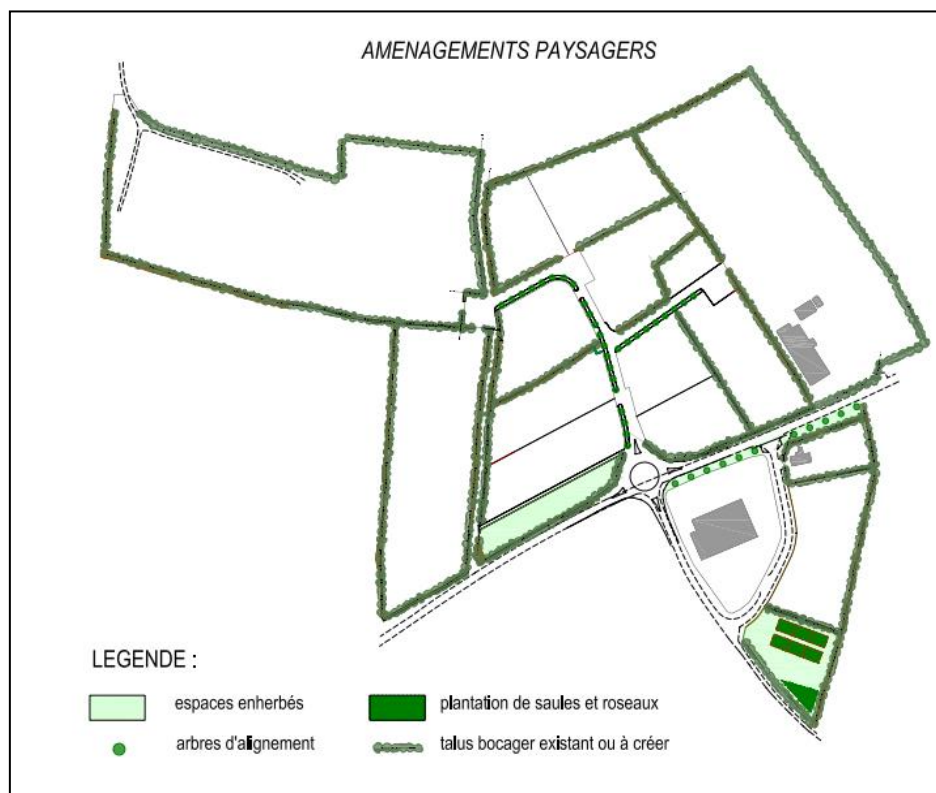 AMENAGEMENTS PAYSAGERS
LEGENDE :
espaces enherbés
plantation de saules et roseaux
arbres d'alignement
talus bocager existant ou à créer